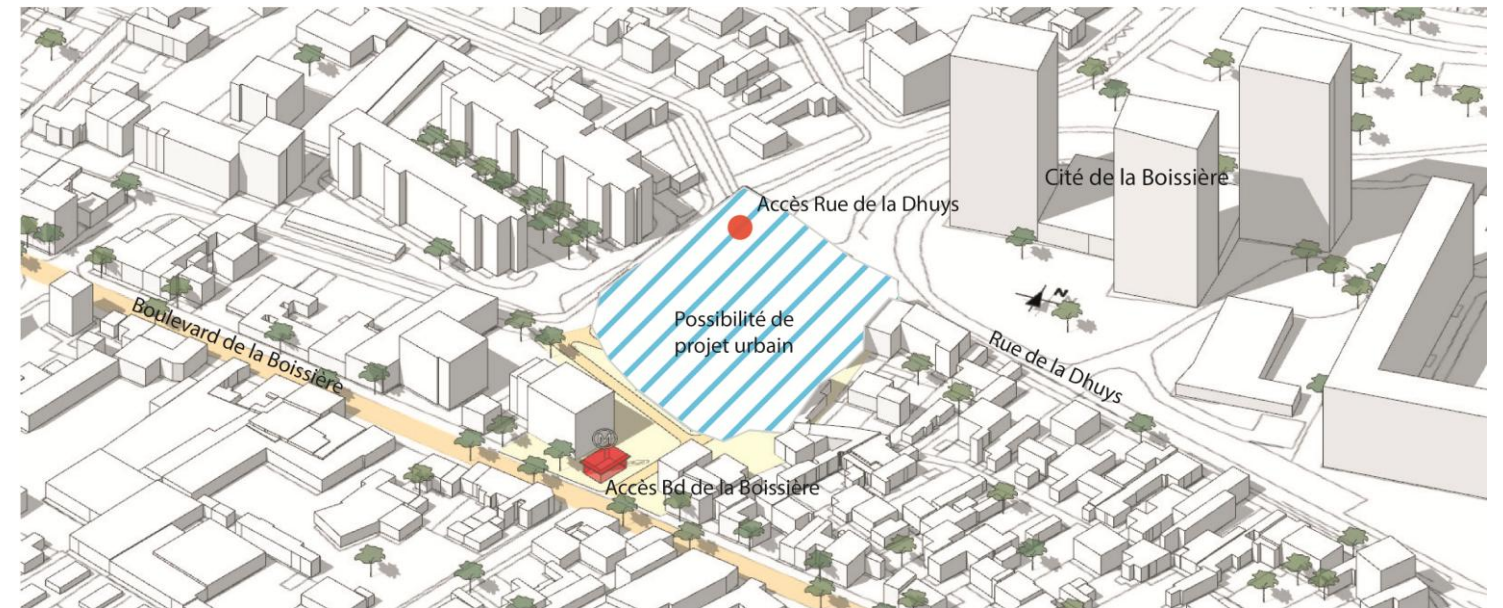 Cité de la Boissière
Accès Rue de la Dhuys
N
Possibilité de
projet urbain
Boulevard de la Boissière
Rue de la Dhuys
M
Accès Bd de la Boissière